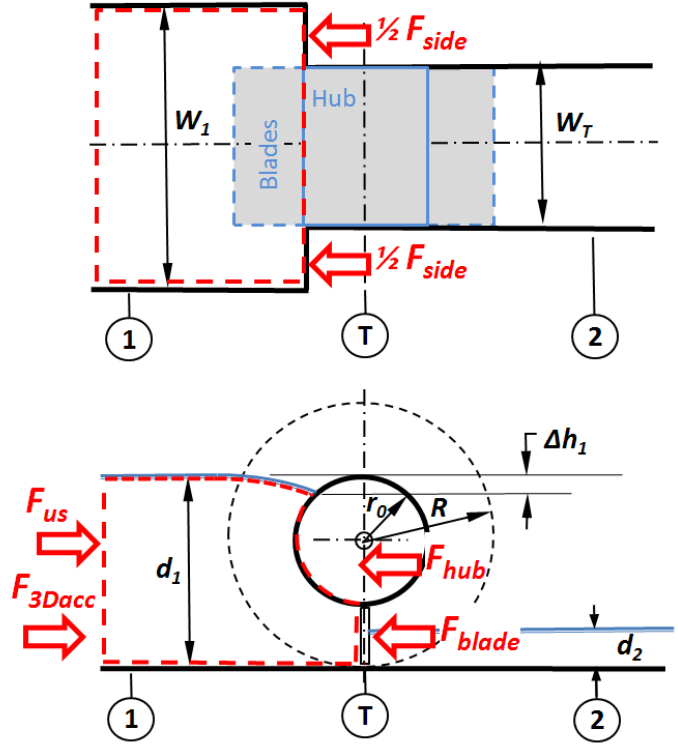 ½ F_side
W_1
Blades
Hub
W_T
½ F_side
1
T
2
Δh_1
F_us
r_0
R
d_1
F_hub
F_3Dacc
F_blade
d_2
1
T
2